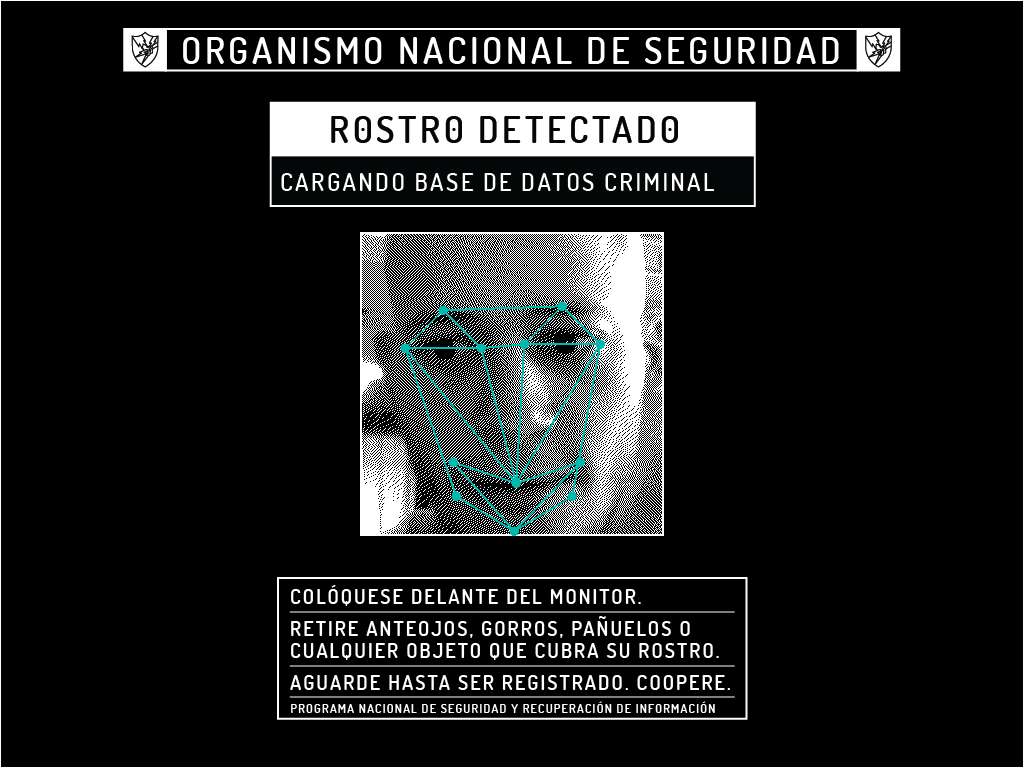 ORGANISMO NACIONAL DE SEGURIDAD
ROSTRO DETECTADO
CARGANDO BASE DE DATOS CRIMINAL
COLÓQUESE DELANTE DEL MONITOR.
RETIRE ANTEOJOS, GORROS, PAÑUELOS O
CUALQUIER OBJETO QUE CUBRA SU ROSTRO.
AGUARDE HASTA SER REGISTRADO. COOPERE.
PROGRAMA NACIONAL DE SEGURIDAD Y RECUPERACIÓN DE INFORMACIÓN